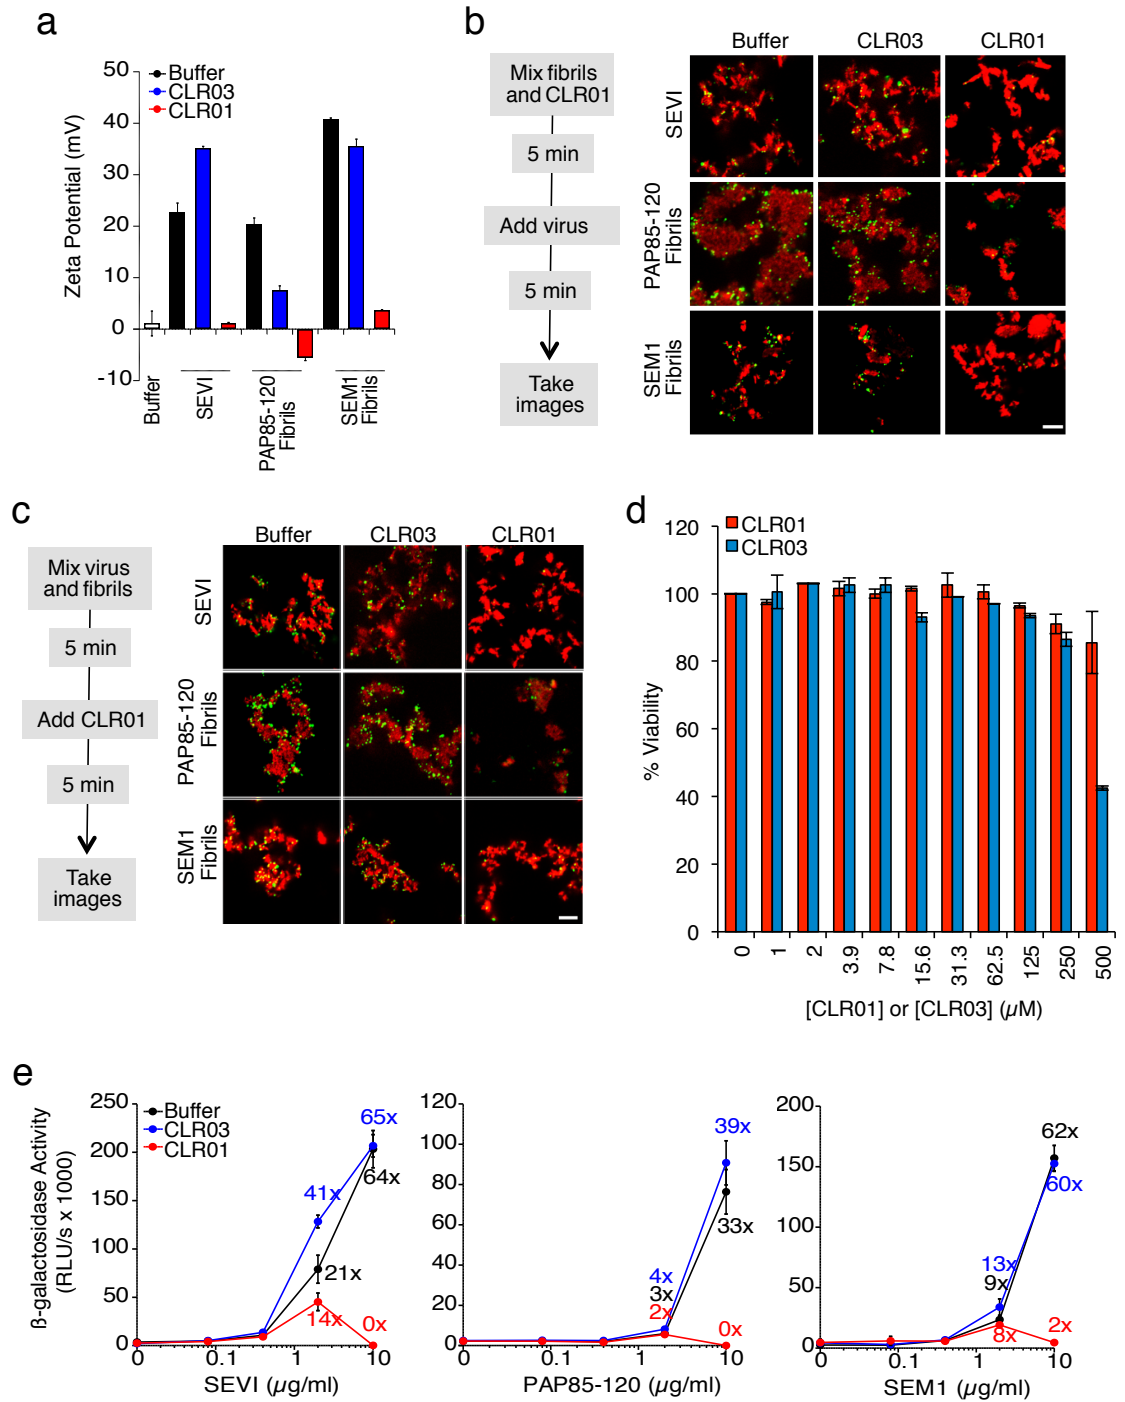 a
50
40
30
20
10
0
-10
Zeta Potential (mV)
Buffer
CLR03
CLR01
Buffer
SEVI
PAP85-120
Fibrils
SEM1
Fibrils
b
Mix fibrils
and CLR01
5 min
Add virus
5 min
Take
images
Buffer CLR03 CLR01
SEVI
PAP85-120
Fibrils
SEM1
Fibrils
c
Mix virus
and fibrils
5 min
Add CLR01
5 min
Take
images
Buffer CLR03 CLR01
SEVI
PAP85-120
Fibrils
SEM1
Fibrils
d
120
100
80
60
40
20
0
% Viability
CLR01
CLR03
0 1 2 3.9 7.8 15.6 31.3 62.5 125 250 500
[CLR01] or [CLR03] (µM)
e
ß-galactosidase Activity
(RLU/s x 1000)
250
200
150
100
50
0
Buffer
CLR03
CLR01
65x
64x
41x
21x
14x
0x
0 0.1 1 10
SEVI (µg/ml)
120
100
80
60
40
20
0
39x
33x
4x
3x
2x
0x
0 0.1 1 10
PAP85-120 (µg/ml)
200
150
100
50
0
62x
60x
13x
9x
8x
2x
0 0.1 1 10
SEM1 (µg/ml)